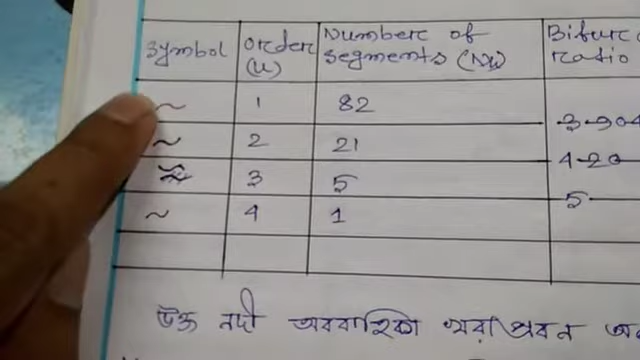 Symbol Order (U) Number of Segments (Nu) Bifurc ratio
~ 1 82
3.904
~ 2 21
4.20
~ 3 5
5
~ 4 1
উক্ত নদী অববাহিকা